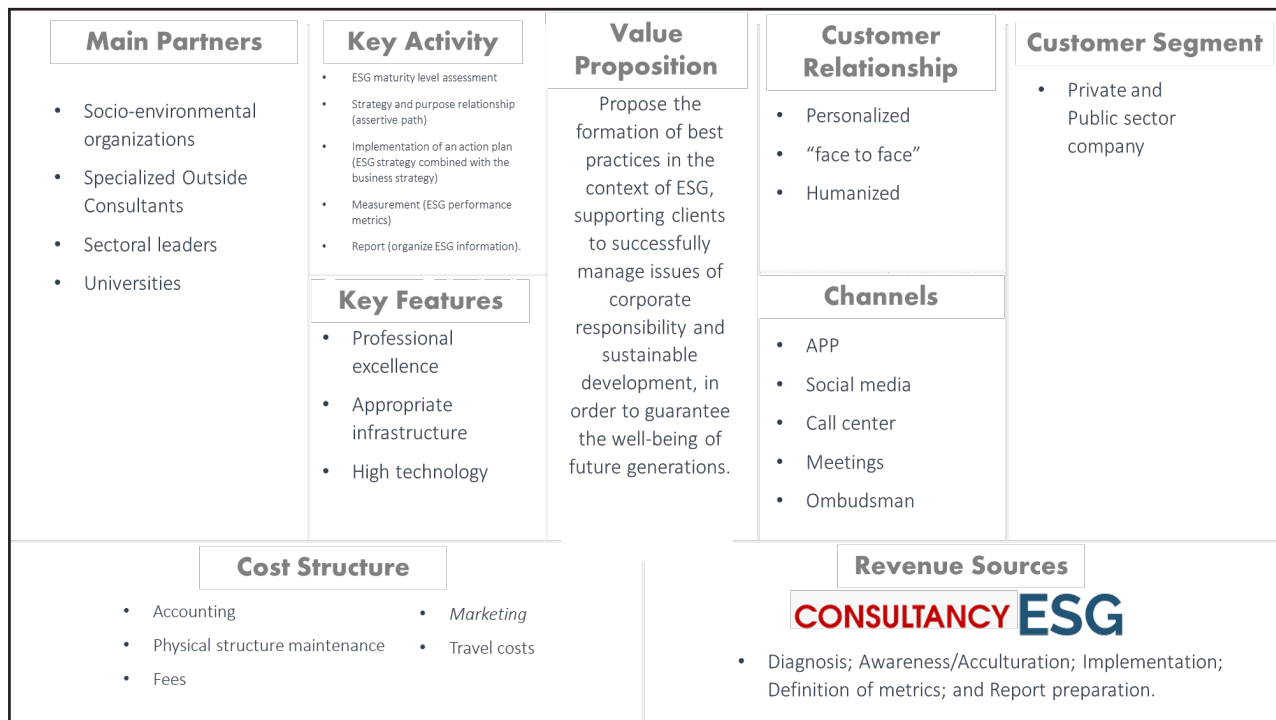 Main Partners
• Socio-environmental
organizations
• Specialized Outside
Consultants
• Sectoral leaders
• Universities
Key Activity
• ESG maturity level assessment
• Strategy and purpose relationship
(assertive path)
• Implementation of an action plan
(ESG strategy combined with the
business strategy)
• Measurement (ESG performance
metrics)
• Report (organize ESG information).
Key Features
• Professional
excellence
• Appropriate
infrastructure
• High technology
Value
Proposition
Propose the
formation of best
practices in the
context of ESG,
supporting clients
to successfully
manage issues of
corporate
responsibility and
sustainable
development, in
order to guarantee
the well-being of
future generations.
Customer
Relationship
• Personalized
• “face to face”
• Humanized
Channels
• APP
• Social media
• Call center
• Meetings
• Ombudsman
Customer Segment
• Private and
Public sector
company
Cost Structure
• Accounting
• Physical structure maintenance
• Fees
• Marketing
• Travel costs
Revenue Sources
CONSULTANCY ESG
• Diagnosis; Awareness/Acculturation; Implementation;
Definition of metrics; and Report preparation.